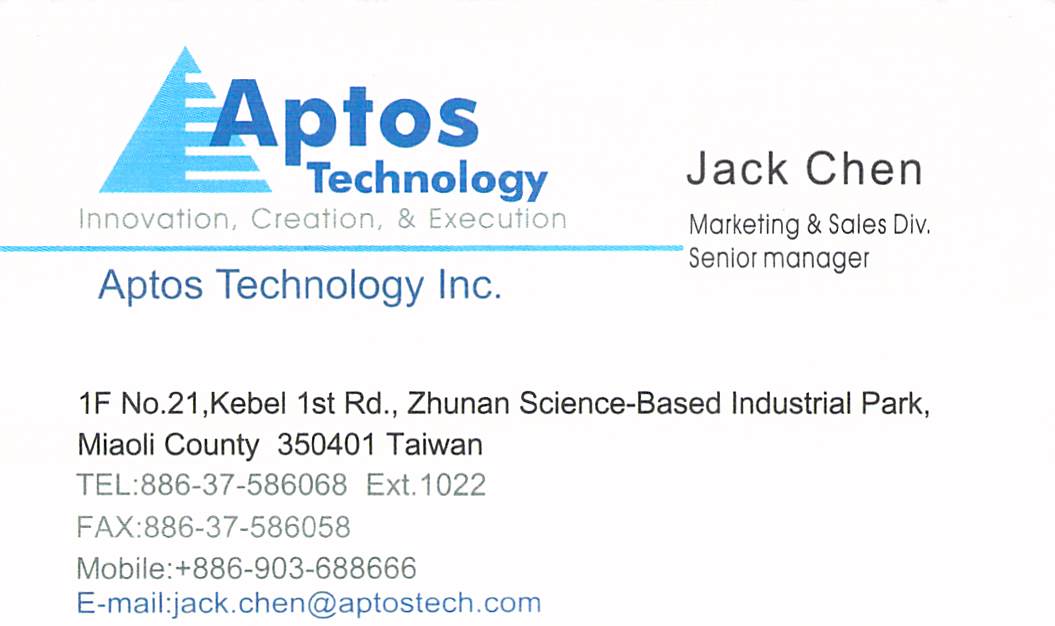 Aptos
Technology
Innovation, Creation, & Execution
Aptos Technology Inc.
Jack Chen
Marketing & Sales Div.
Senior manager
1F No.21,Kebel 1st Rd., Zhunan Science-Based Industrial Park,
Miaoli County  350401 Taiwan
TEL:886-37-586068  Ext.1022
FAX:886-37-586058
Mobile:+886-903-688666
E-mail:jack.chen@aptostech.com